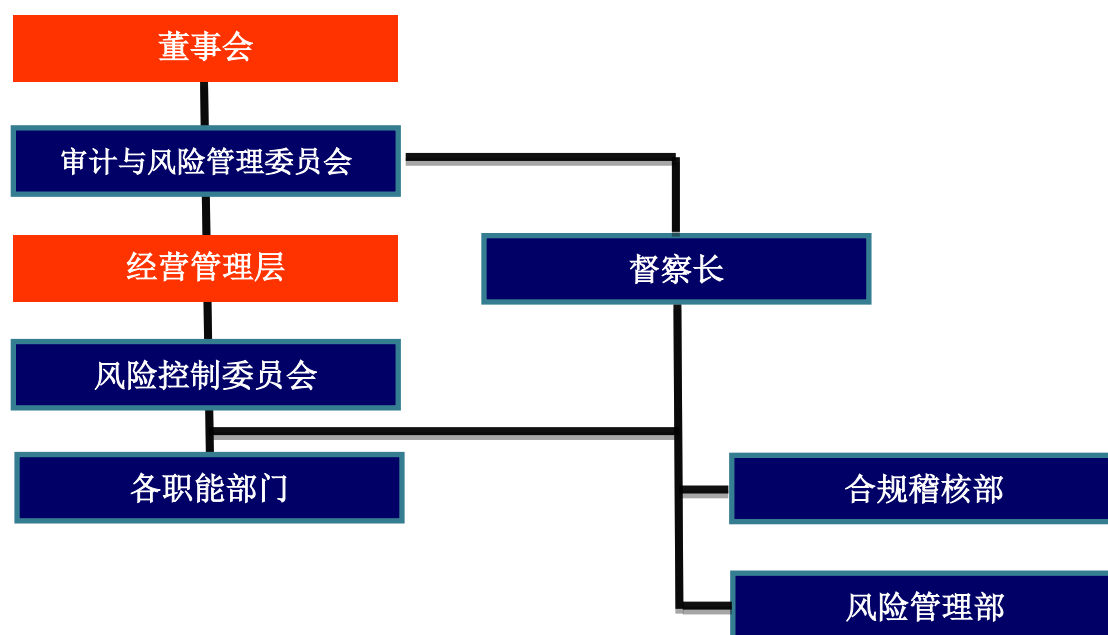 董事会
审计与风险管理委员会
经营管理层
督察长
风险控制委员会
各职能部门
合规稽核部
风险管理部